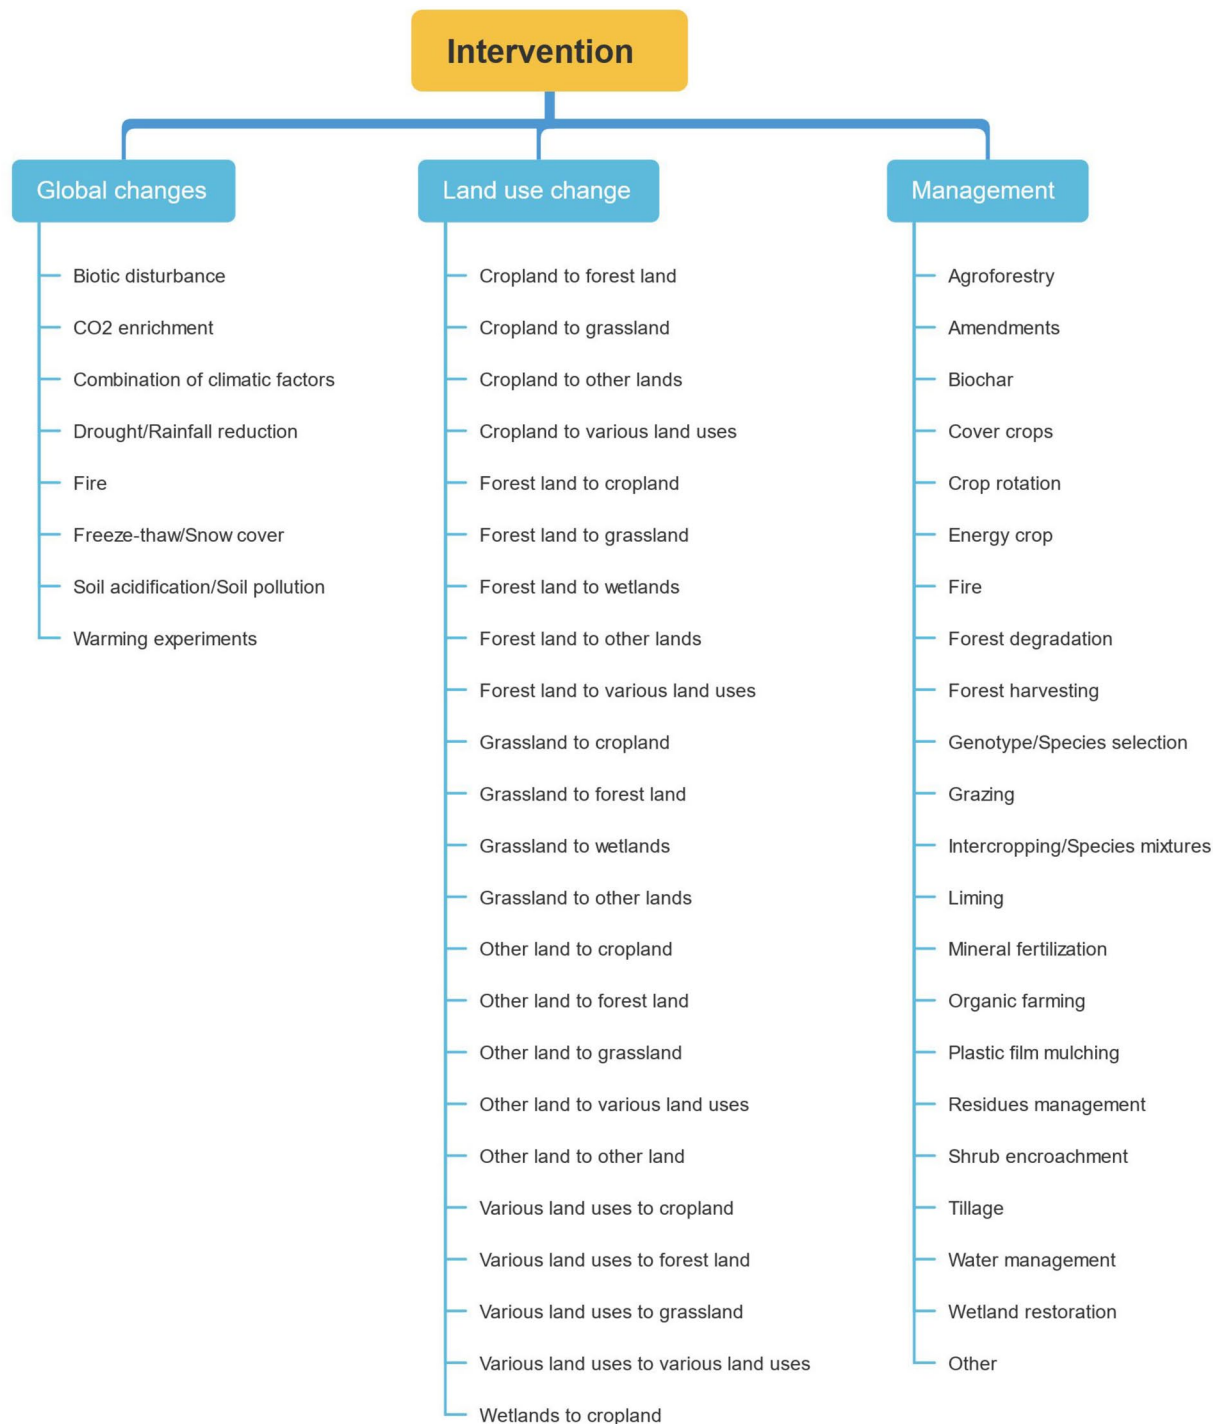 Intervention
Global changes
Biotic disturbance
CO2 enrichment
Combination of climatic factors
Drought/Rainfall reduction
Fire
Freeze-thaw/Snow cover
Soil acidification/Soil pollution
Warming experiments
Land use change
Cropland to forest land
Cropland to grassland
Cropland to other lands
Cropland to various land uses
Forest land to cropland
Forest land to grassland
Forest land to wetlands
Forest land to other lands
Forest land to various land uses
Grassland to cropland
Grassland to forest land
Grassland to wetlands
Grassland to other lands
Other land to cropland
Other land to forest land
Other land to grassland
Other land to various land uses
Other land to other land
Various land uses to cropland
Various land uses to forest land
Various land uses to grassland
Various land uses to various land uses
Wetlands to cropland
Management
Agroforestry
Amendments
Biochar
Cover crops
Crop rotation
Energy crop
Fire
Forest degradation
Forest harvesting
Genotype/Species selection
Grazing
Intercropping/Species mixtures
Liming
Mineral fertilization
Organic farming
Plastic film mulching
Residues management
Shrub encroachment
Tillage
Water management
Wetland restoration
Other